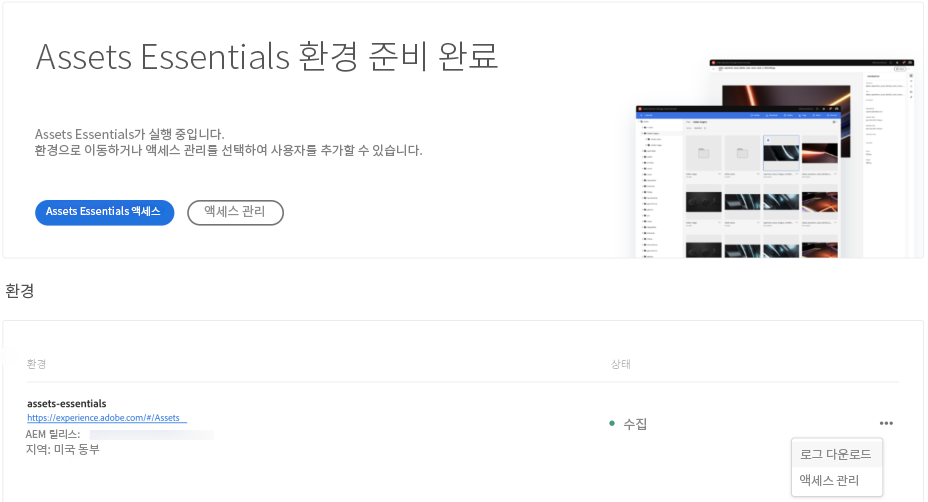 Assets Essentials 환경 준비 완료
Assets Essentials가 실행 중입니다.
환경으로 이동하거나 액세스 관리를 선택하여 사용자를 추가할 수 있습니다.
Assets Essentials 액세스
액세스 관리
환경
환경
상태
assets-essentials
https://experience.adobe.com/#/Assets
AEM 릴리스:
지역: 미국 동부
수집
로그 다운로드
액세스 관리